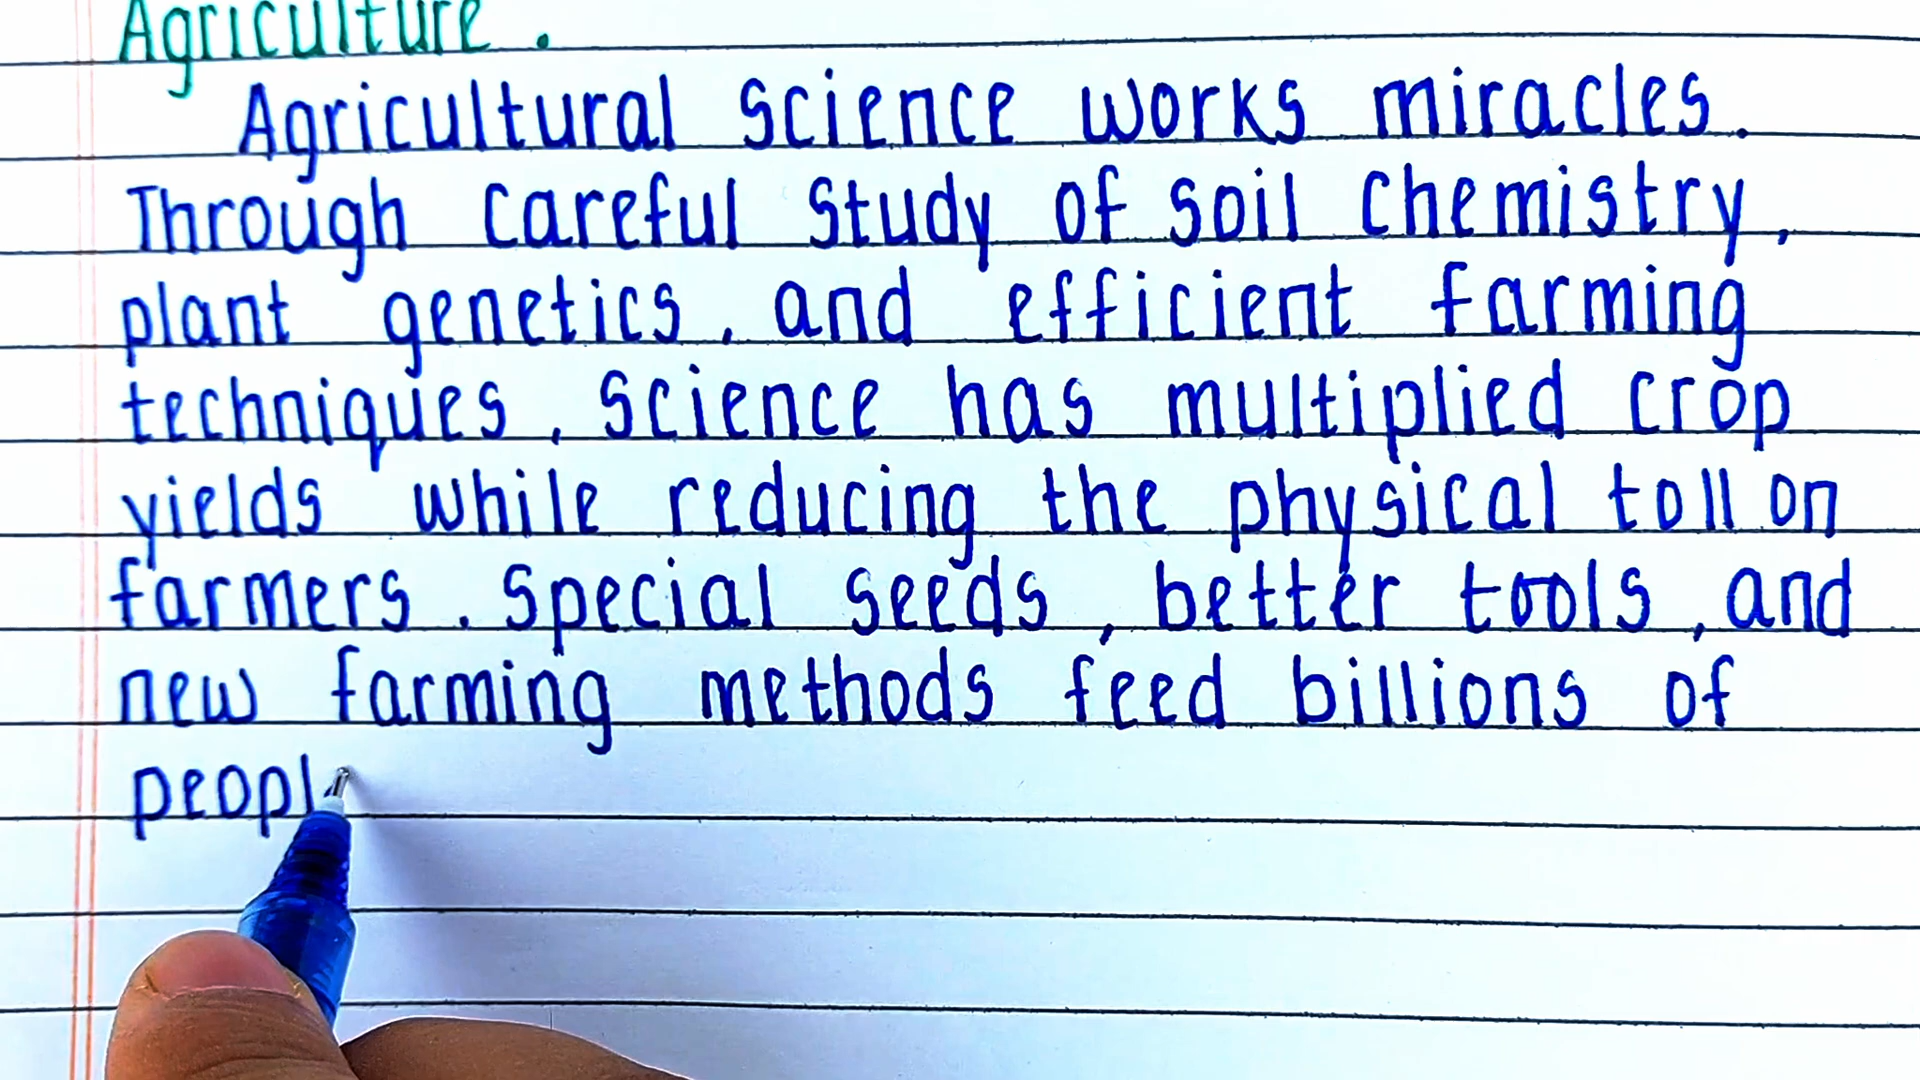 Agriculture.
Agricultural science works miracles.
Through careful study of soil chemistry,
plant genetics, and efficient farming
techniques, science has multiplied crop
yields while reducing the physical toll on
farmers. Special seeds, better tools, and
new farming methods feed billions of
peopl